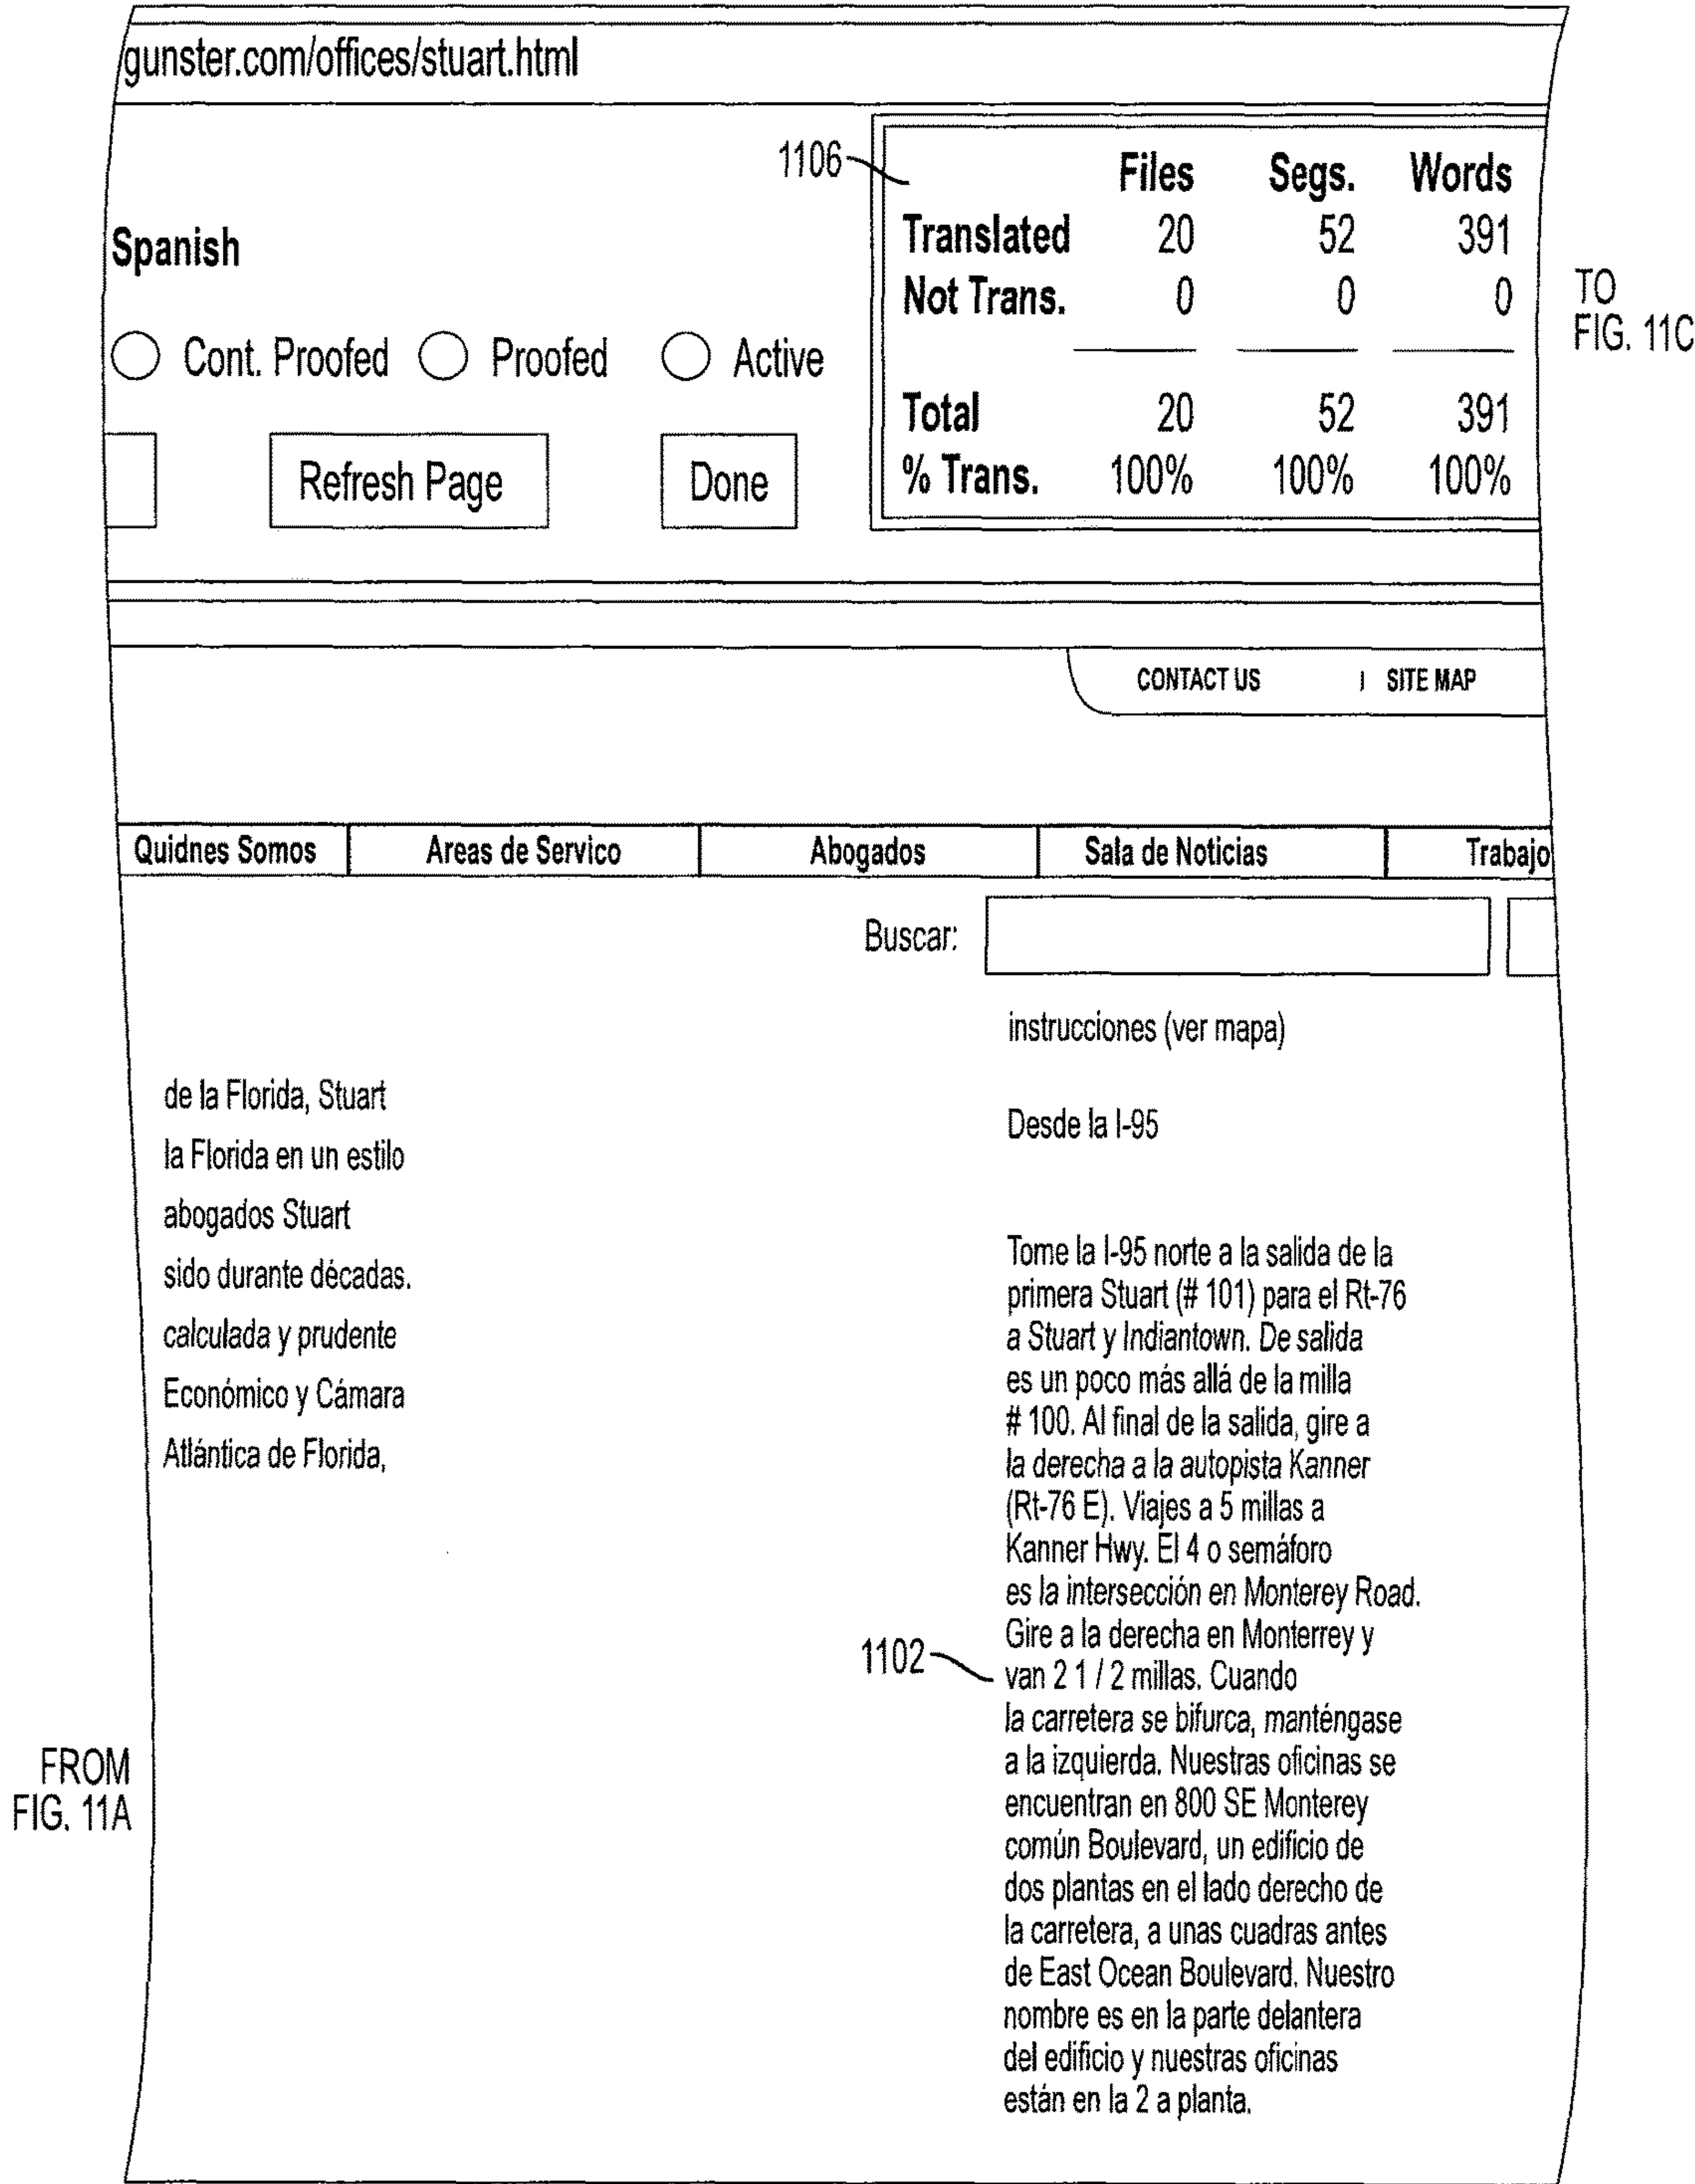 gunster.com/offices/stuart.html
1106
Files Segs. Words
Translated 20 52 391
Not Trans. 0 0 0
Total 20 52 391
% Trans. 100% 100% 100%
Spanish
Cont. Proofed Proofed Active
Refresh Page Done
TO
FIG. 11C
CONTACT US | SITE MAP
Quidnes Somos Areas de Servico Abogados Sala de Noticias Trabajo
Buscar:
de la Florida, Stuart
la Florida en un estilo
abogados Stuart
sido durante décadas.
calculada y prudente
Económico y Cámara
Atlántica de Florida,
instrucciones (ver mapa)
Desde la I-95
Tome la I-95 norte a la salida de la
primera Stuart (# 101) para el Rt-76
a Stuart y Indiantown. De salida
es un poco más allá de la milla
# 100. Al final de la salida, gire a
la derecha a la autopista Kanner
(Rt-76 E). Viajes a 5 millas a
Kanner Hwy. El 4 o semáforo
es la intersección en Monterey Road.
Gire a la derecha en Monterrey y
van 2 1 / 2 millas. Cuando
la carretera se bifurca, manténgase
a la izquierda. Nuestras oficinas se
encuentran en 800 SE Monterey
común Boulevard, un edificio de
dos plantas en el lado derecho de
la carretera, a unas cuadras antes
de East Ocean Boulevard. Nuestro
nombre es en la parte delantera
del edificio y nuestras oficinas
están en la 2 a planta.
1102
FROM
FIG. 11A